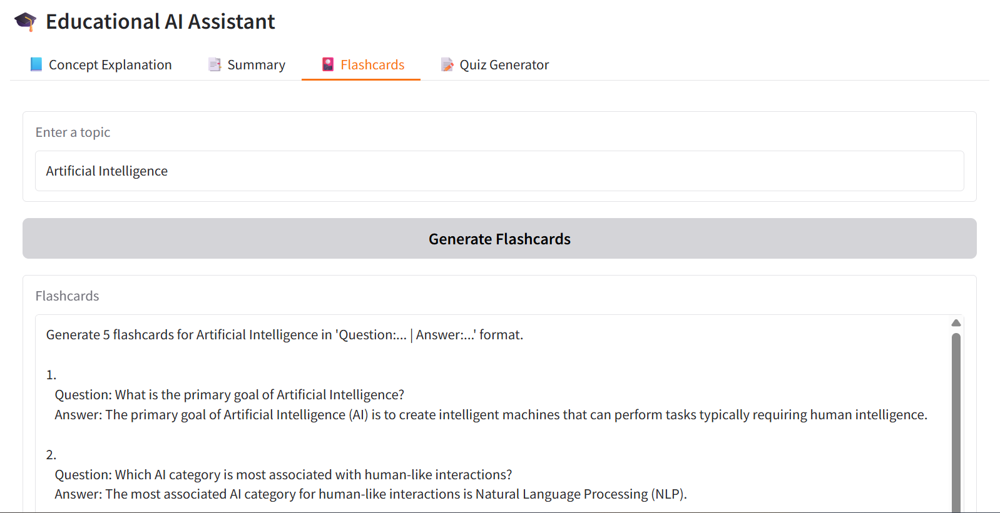 Educational AI Assistant
Concept Explanation
Summary
Flashcards
Quiz Generator
Enter a topic
Artificial Intelligence
Generate Flashcards
Flashcards
Generate 5 flashcards for Artificial Intelligence in 'Question:... | Answer:...' format.
1.
Question: What is the primary goal of Artificial Intelligence?
Answer: The primary goal of Artificial Intelligence (AI) is to create intelligent machines that can perform tasks typically requiring human intelligence.
2.
Question: Which AI category is most associated with human-like interactions?
Answer: The most associated AI category for human-like interactions is Natural Language Processing (NLP).